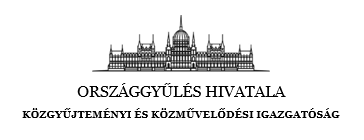 ORSZÁGGYŰLÉS HIVATALA
KÖZGYŰJTEMÉNYI ÉS KÖZMŰVELŐDÉSI IGAZGATÓSÁG